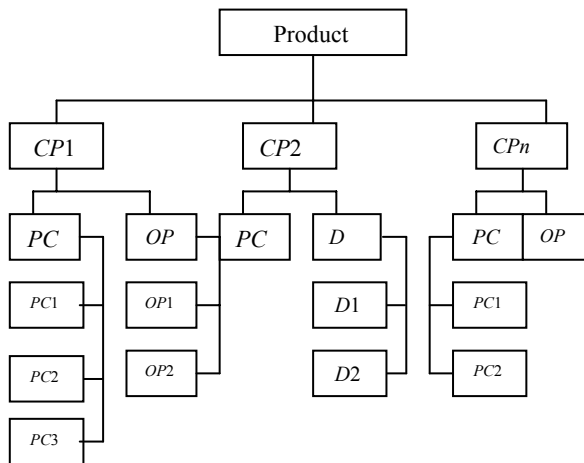 Product
CP1 CP2 CPn
PC OP PC D PC OP
PC1 OP1 D1 PC1
PC2 OP2 D2 PC2
PC3